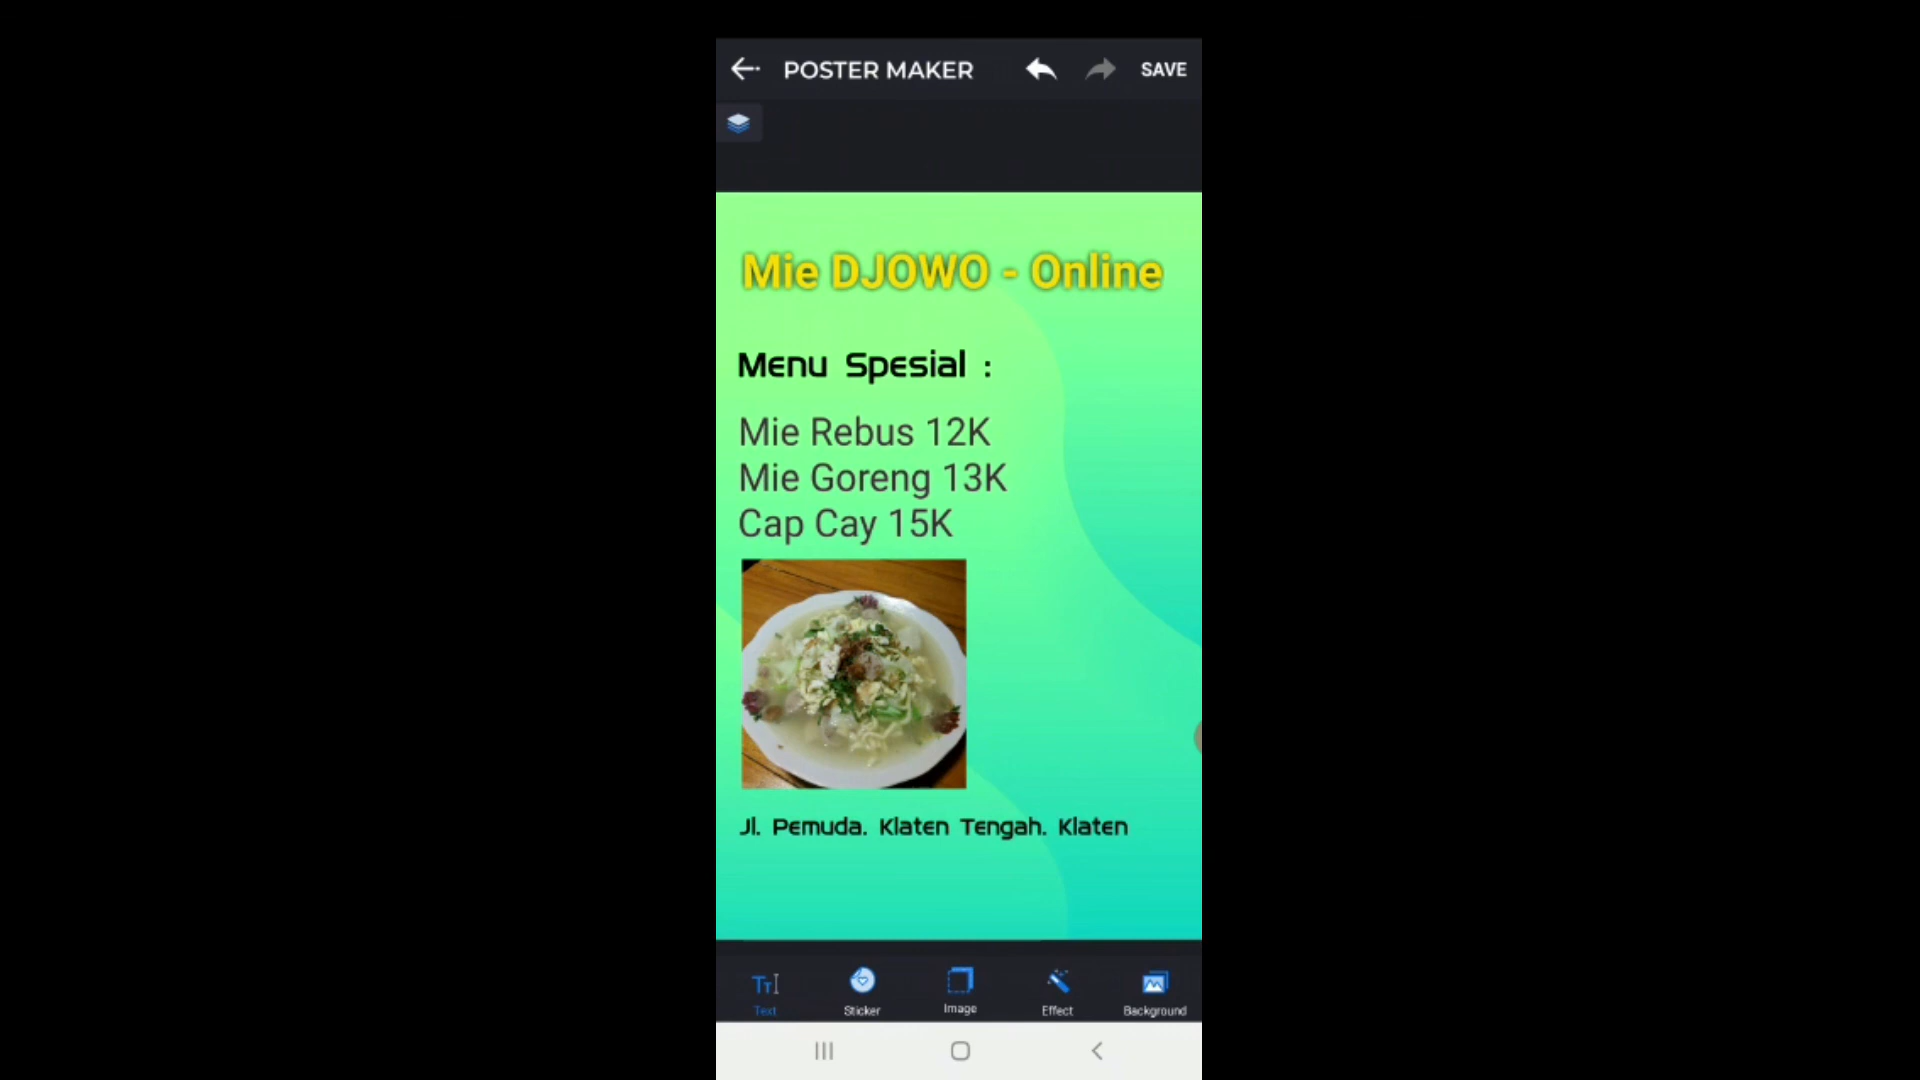 POSTER MAKER
SAVE
Mie DJOWO - Online
Menu Spesial :
Mie Rebus 12K
Mie Goreng 13K
Cap Cay 15K
Jl. Pemuda. Klaten Tengah. Klaten
Text
Sticker
Image
Effect
Background